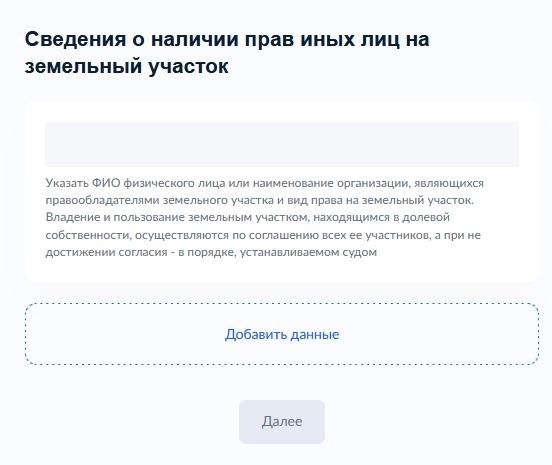 Сведения о наличии прав иных лиц на
земельный участок
Указать ФИО физического лица или наименование организации, являющихся
правообладателями земельного участка и вид права на земельный участок.
Владение и пользование земельным участком, находящимся в долевой
собственности, осуществляются по соглашению всех ее участников, а при не
достижении согласия - в порядке, устанавливаемом судом
Добавить данные
Далее